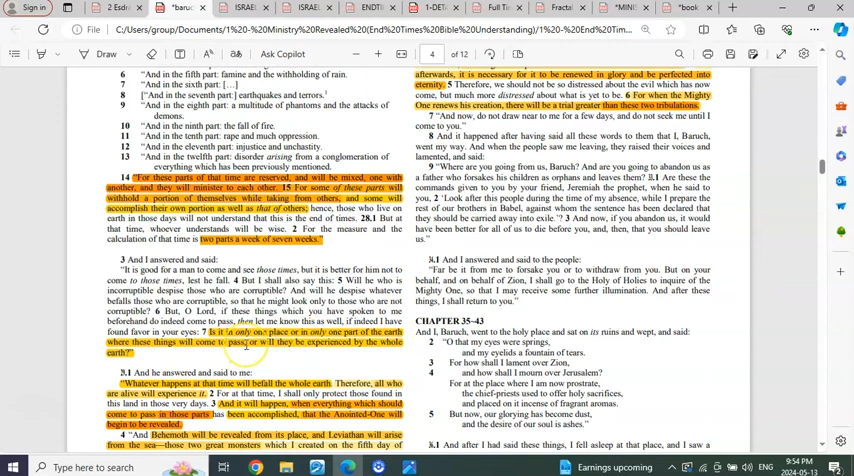 Sign in
2 Esdra
*baruc
ISRAEL
ISRAEL
ENDTIM
1-DETA
Full Tim
Fractal
*MINIS
*book
File
C:/Users/group/Documents/1%20-%20Ministry%20Revealed(End%20Times%20Bible%20Understanding)/1%20-%20End%20Tim...
Draw
Ask Copilot
4
of 12
6 "And in the fifth part: famine and the withholding of rain.
7 "And in the sixth part: [...]
8 ["And in the seventh part:] earthquakes and terrors.¹
9 "And in the eighth part: a multitude of phantoms and the attacks of
demons.
10 "And in the ninth part: the fall of fire.
11 "And in the tenth part: rape and much oppression.
12 "And in the eleventh part: injustice and unchastity.
13 "And in the twelfth part: disorder arising from a conglomeration of
everything which has been previously mentioned.
14 "For these parts of that time are reserved, and will be mixed, one with
another, and they will minister to each other. 15 For some of these parts will
withhold a portion of themselves while taking from others, and some will
accomplish their own portion as well as that of others; hence, those who live on
earth in those days will not understand that this is the end of times. 28.1 But at
that time, whoever understands will be wise. 2 For the measure and the
calculation of that time is two parts a week of seven weeks."
3 And I answered and said:
"It is good for a man to come and see those times, but it is better for him not to
come to those times, lest he fall. 4 But I shall also say this: 5 Will he who is
incorruptible despise those who are corruptible? And will he despise whatever
befalls those who are corruptible, so that he might look only to those who are not
corruptible? 6 But, O Lord, if these things which you have spoken to me
beforehand do indeed come to pass, then let me know this as well, if indeed I have
found favor in your eyes: 7 Is it in only one place or in only one part of the earth
where these things will come to pass, or will they be experienced by the whole
earth?"
And he answered and said to me:
"Whatever happens at that time will befall the whole earth. Therefore, all who
are alive will experience it. 2 For at that time, I shall only protect those found in
this land in those very days. 3 And it will happen, when everything which should
come to pass in those parts has been accomplished, that the Anointed-One will
begin to be revealed.
4 "And Behemoth will be revealed from its place, and Leviathan will arise
from the sea—those two great monsters which I created on the fifth day of
afterwards, it is necessary for it to be renewed in glory and be perfected into
eternity. 5 Therefore, we should not be so distressed about the evil which has now
come, but much more distressed about what is yet to be. 6 For when the Mighty
One renews his creation, there will be a trial greater than these two tribulations.
7 "And now, do not draw near to me for a few days, and do not seek me until I
come to you."
8 And it happened after having said all these words to them that I, Baruch,
went my way. And when the people saw me leaving, they raised their voices and
lamented, and said:
9 "Where are you going from us, Baruch? And are you going to abandon us as
a father who forsakes his children as orphans and leaves them? Are these the
commands given to you by your friend, Jeremiah the prophet, when he said to
you, 2 'Look after this people during the time of my absence, while I prepare the
rest of our brothers in Babel, against whom the sentence has been declared that
they should be carried away into exile.'? 3 And now, if you abandon us, it would
have been better for all of us to die before you, and, then, that you should leave
us."
And I answered and said to the people:
"Far be it from me to forsake you or to withdraw from you. But on your
behalf, and on behalf of Zion, I shall go to the Holy of Holies to inquire of the
Mighty One, so that I may receive some further illumination. And after these
things, I shall return to you."
CHAPTER 35-43
And I, Baruch, went to the holy place and sat on its ruins and wept, and said:
2 "O that my eyes were springs,
and my eyelids a fountain of tears.
3 For how shall I lament over Zion,
4 and how shall I mourn over Jerusalem?
For at the place where I am now prostrate,
the chief-priests used to offer holy sacrifices,
and placed on it incense of fragrant aromas.
5 But now, our glorying has become dust,
and the desire of our soul is ashes."
And after I had said these things, I fell asleep at that place, and I saw a
Type here to search
Earnings upcoming
9:54 PM
2024-05-13